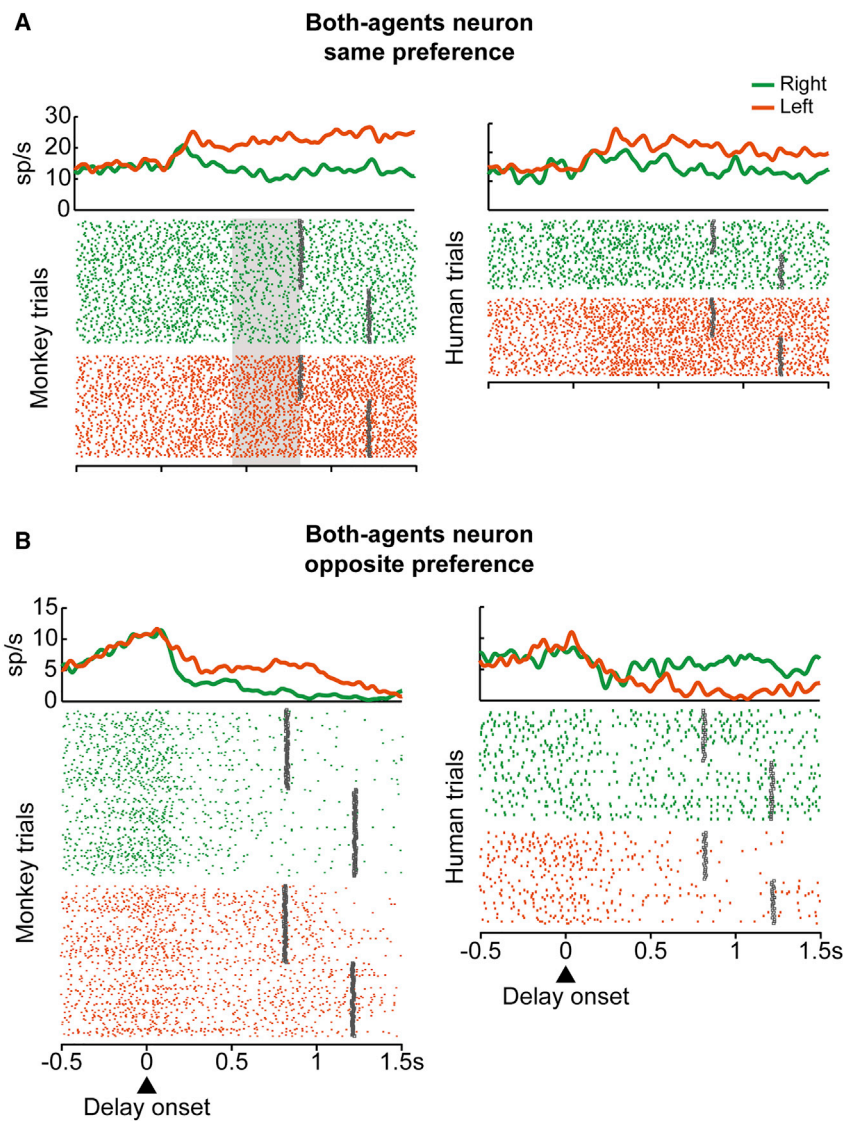 A
Both-agents neuron
same preference
Right
Left
30
20
10
0
sp/s
Monkey trials
Human trials
B
Both-agents neuron
opposite preference
15
10
5
0
sp/s
Monkey trials
Human trials
-0.5 0 0.5 1 1.5s
Delay onset
-0.5 0 0.5 1 1.5s
Delay onset